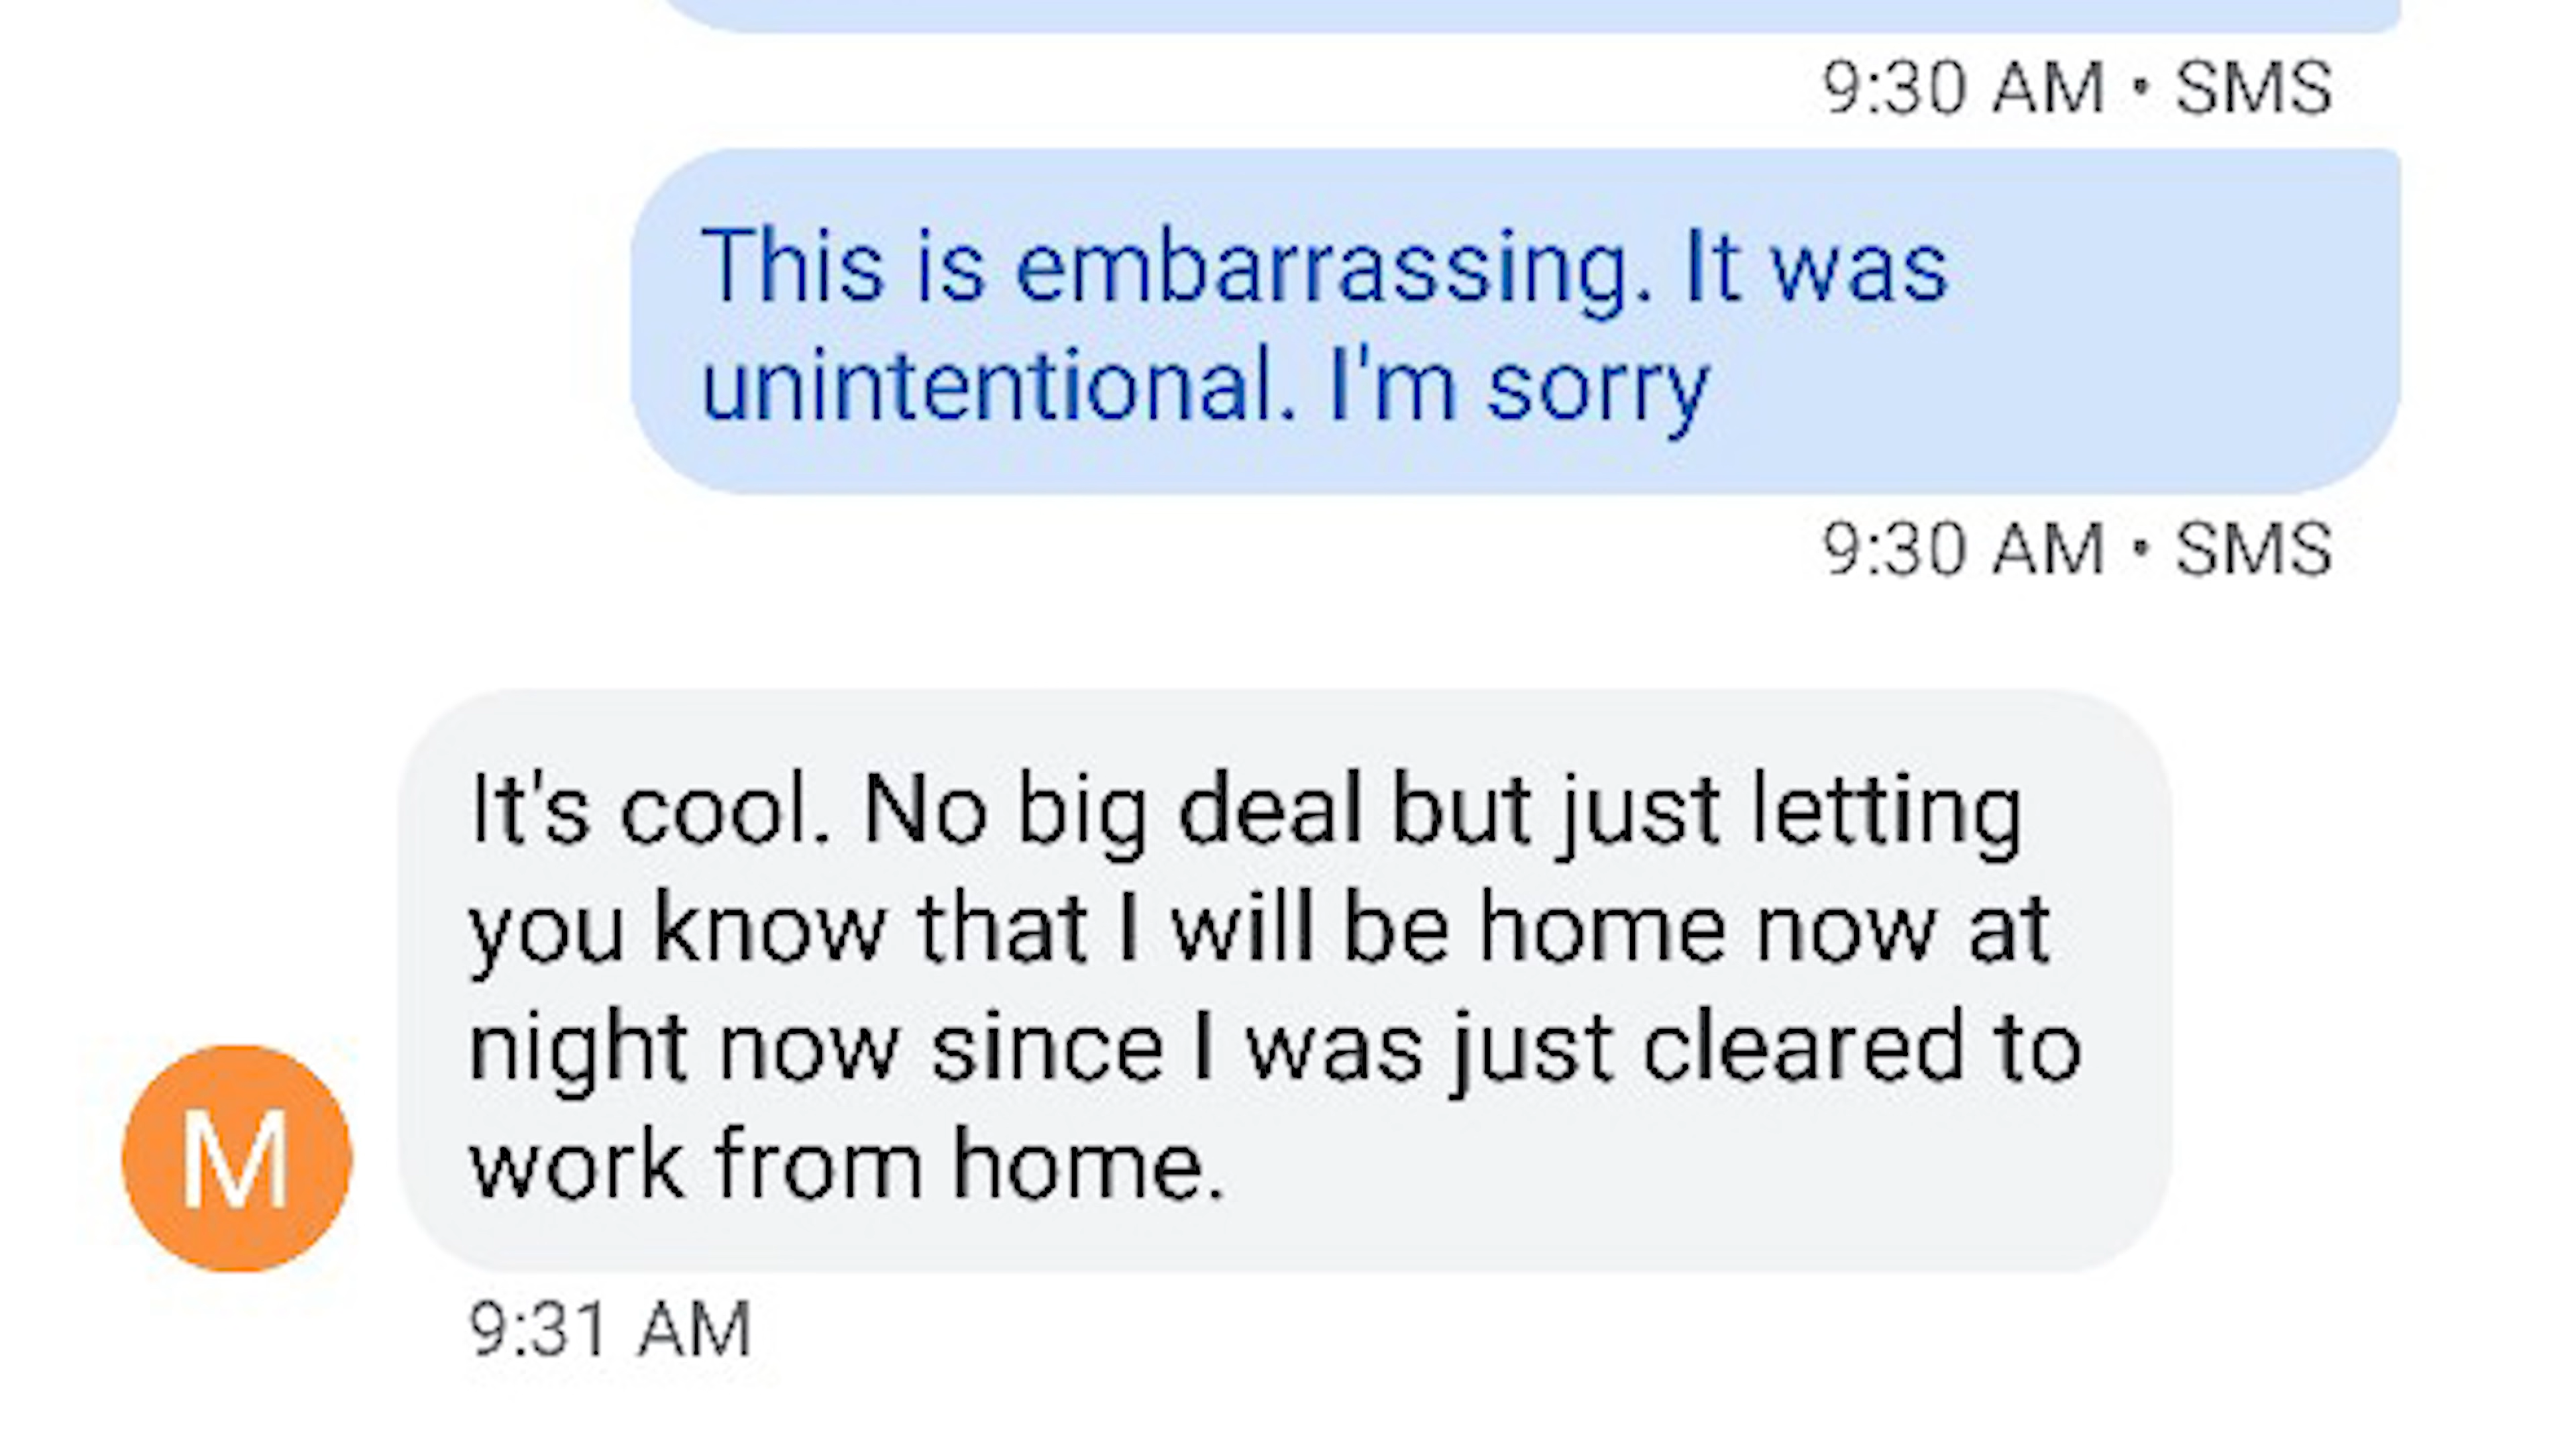 9:30 AM • SMS
This is embarrassing. It was
unintentional. I'm sorry
9:30 AM • SMS
It's cool. No big deal but just letting
you know that I will be home now at
night now since I was just cleared to
work from home.
M
9:31 AM